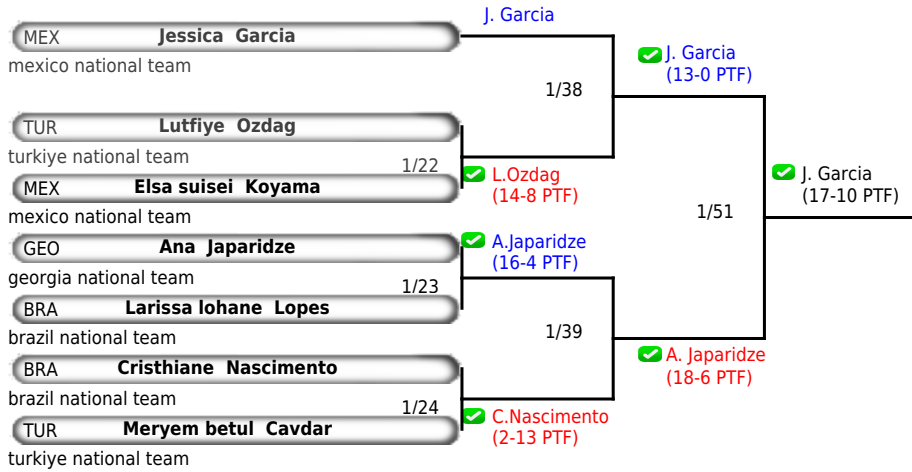 J. Garcia
MEX Jessica Garcia
mexico national team
J. Garcia
(13-0 PTF)
1/38
TUR Lutfiye Ozdag
turkiye national team
1/22
L.Ozdag
(14-8 PTF)
MEX Elsa suisei Koyama
mexico national team
J. Garcia
(17-10 PTF)
1/51
GEO Ana Japaridze
georgia national team
A.Japaridze
(16-4 PTF)
1/23
BRA Larissa lohane Lopes
brazil national team
1/39
A. Japaridze
(18-6 PTF)
BRA Cristhiane Nascimento
brazil national team
1/24
C.Nascimento
(2-13 PTF)
TUR Meryem betul Cavdar
turkiye national team